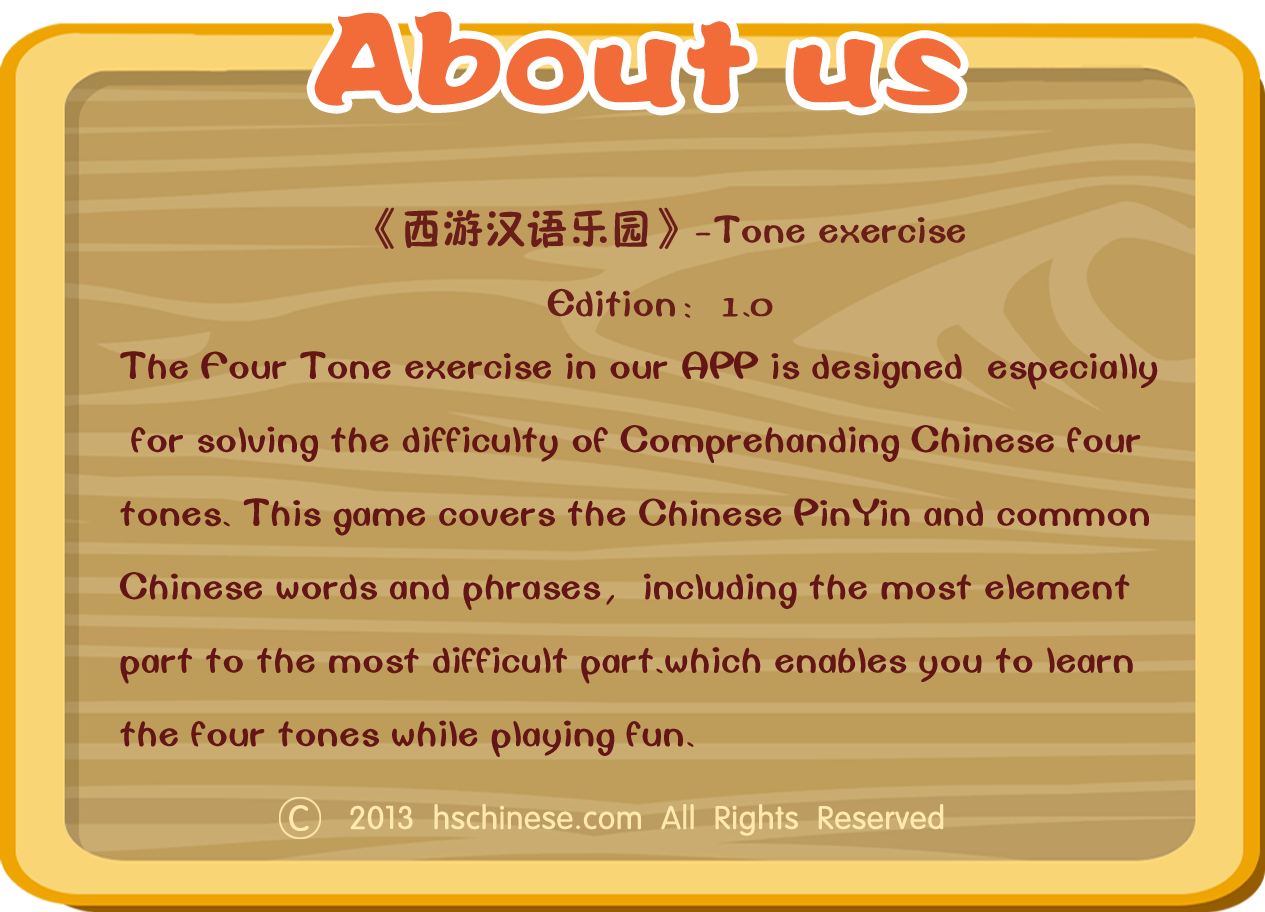 About us
《西游汉语乐园》-Tone exercise
Edition：1.0
The Four Tone exercise in our APP is designed especially
for solving the difficulty of Comprehanding Chinese four
tones. This game covers the Chinese PinYin and common
Chinese words and phrases，including the most element
part to the most difficult part.which enables you to learn
the four tones while playing fun.
© 2013 hschinese.com All Rights Reserved